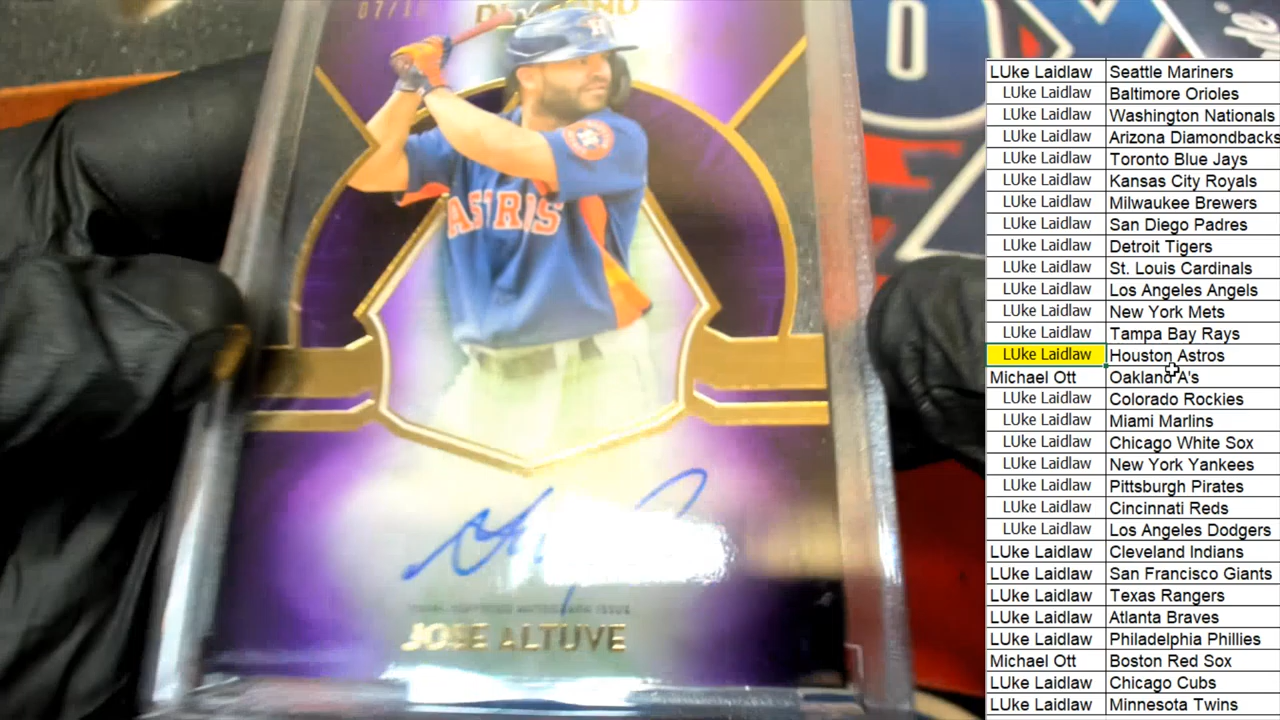 DIAMOND
ASTROS
JOSE ALTUVE
LUke Laidlaw Seattle Mariners
LUke Laidlaw Baltimore Orioles
LUke Laidlaw Washington Nationals
LUke Laidlaw Arizona Diamondbacks
LUke Laidlaw Toronto Blue Jays
LUke Laidlaw Kansas City Royals
LUke Laidlaw Milwaukee Brewers
LUke Laidlaw San Diego Padres
LUke Laidlaw Detroit Tigers
LUke Laidlaw St. Louis Cardinals
LUke Laidlaw Los Angeles Angels
LUke Laidlaw New York Mets
LUke Laidlaw Tampa Bay Rays
LUke Laidlaw Houston Astros
Michael Ott Oakland A's
LUke Laidlaw Colorado Rockies
LUke Laidlaw Miami Marlins
LUke Laidlaw Chicago White Sox
LUke Laidlaw New York Yankees
LUke Laidlaw Pittsburgh Pirates
LUke Laidlaw Cincinnati Reds
LUke Laidlaw Los Angeles Dodgers
LUke Laidlaw Cleveland Indians
LUke Laidlaw San Francisco Giants
LUke Laidlaw Texas Rangers
LUke Laidlaw Atlanta Braves
LUke Laidlaw Philadelphia Phillies
Michael Ott Boston Red Sox
LUke Laidlaw Chicago Cubs
LUke Laidlaw Minnesota Twins